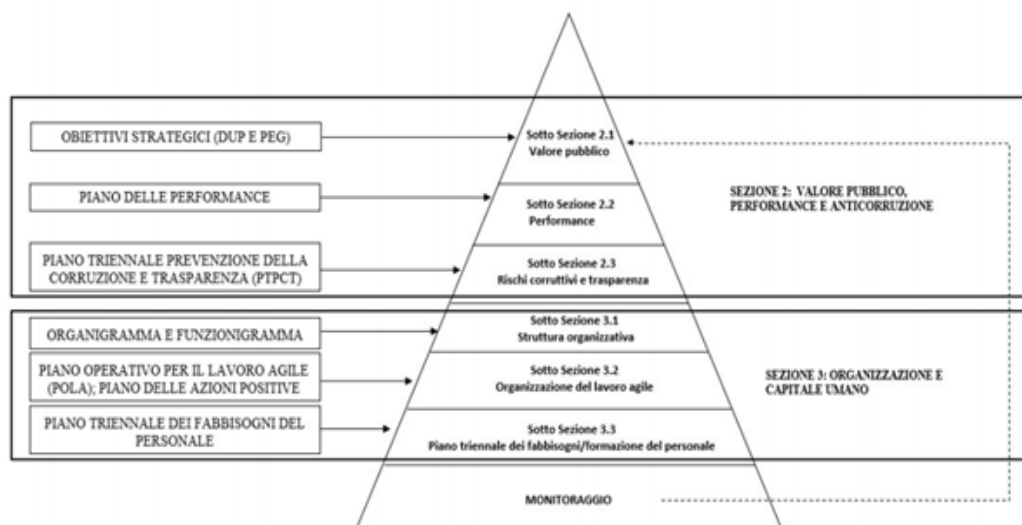 OBIETTIVI STRATEGICI (DUP E PEG)
Sotto Sezione 2.1
Valore pubblico
PIANO DELLE PERFORMANCE
Sotto Sezione 2.2
Performance
SEZIONE 2: VALORE PUBBLICO,
PERFORMANCE E ANTICORRUZIONE
PIANO TRIENNALE PREVENZIONE DELLA
CORRUZIONE E TRASPARENZA (PTPCT)
Sotto Sezione 2.3
Rischi corruttivi e trasparenza
ORGANIGRAMMA E FUNZIONIGRAMMA
Sotto Sezione 3.1
Struttura organizzativa
PIANO OPERATIVO PER IL LAVORO AGILE
(POLA); PIANO DELLE AZIONI POSITIVE
Sotto Sezione 3.2
Organizzazione del lavoro agile
SEZIONE 3: ORGANIZZAZIONE E
CAPITALE UMANO
PIANO TRIENNALE DEI FABBISOGNI DEL
PERSONALE
Sotto Sezione 3.3
Piano triennale dei fabbisogni/formazione del personale
MONITORAGGIO